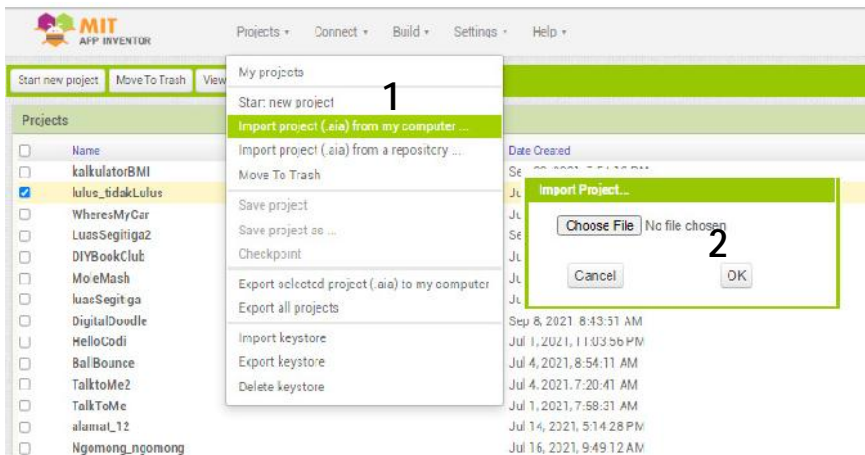 MIT
APP INVENTOR
Projects Connect Build Settings Help
Start new project Move To Trash View
My projects
Start new project
1
Import project (.aia) from my computer ...
Import project (.aia) from a repository ...
Move To Trash
Save project
Save project as ...
Checkpoint
Export selected project (.aia) to my computer
Export all projects
Import keystore
Export keystore
Delete keystore
Projects
Name
Date Created
kalkulatorBMI
lulus_tidakLulus
WheresMyCar
LuasSegitiga2
DIYBookClub
MoleMash
luasSegitiga
DigitalDoodle
Sep 8, 2021 8:43:51 AM
HelloCodi
Jul 1, 2021, 11:03:56 PM
BallBounce
Jul 4, 2021, 8:54:11 AM
TalktoMe2
Jul 4, 2021, 7:20:41 AM
TalkToMe
Jul 1, 2021, 7:58:31 AM
alamat_12
Jul 14, 2021, 5:14:28 PM
Ngomong_ngomong
Jul 16, 2021, 9:49:12 AM
Import Project...
Choose File No file chosen
2
Cancel OK